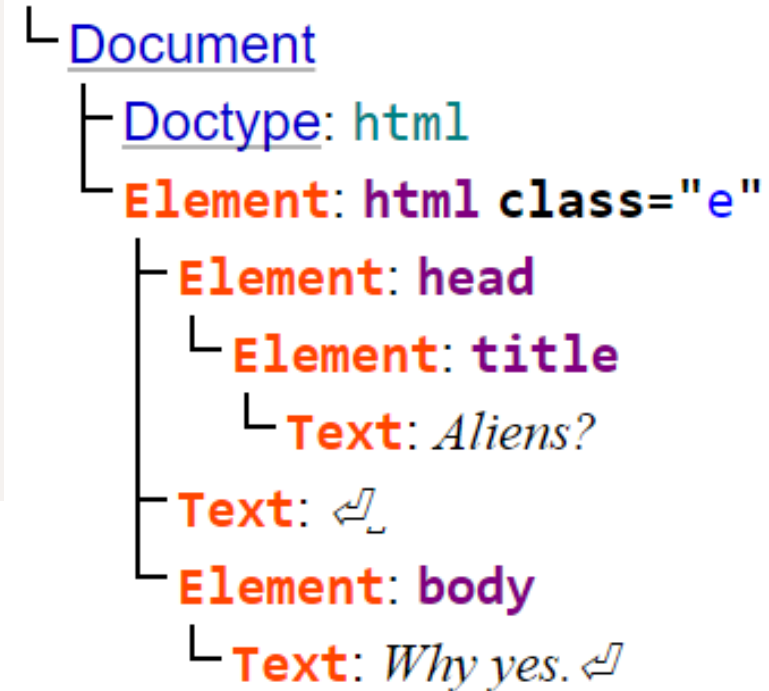 Document
Doctype: html
Element: html class="e"
Element: head
Element: title
Text: Aliens?
Text: ⏎␣
Element: body
Text: Why yes.⏎